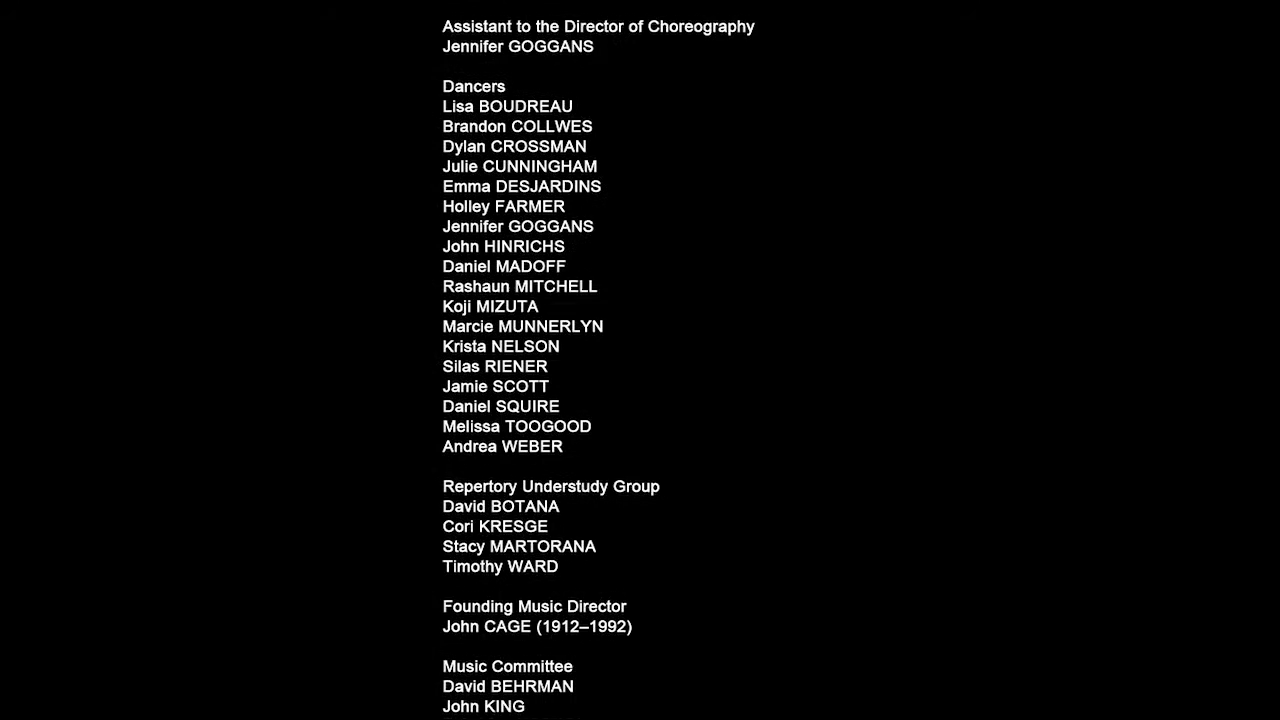 Assistant to the Director of Choreography
Jennifer GOGGANS
Dancers
Lisa BOUDREAU
Brandon COLLWES
Dylan CROSSMAN
Julie CUNNINGHAM
Emma DESJARDINS
Holley FARMER
Jennifer GOGGANS
John HINRICHS
Daniel MADOFF
Rashaun MITCHELL
Koji MIZUTA
Marcie MUNNERLYN
Krista NELSON
Silas RIENER
Jamie SCOTT
Daniel SQUIRE
Melissa TOOGOOD
Andrea WEBER
Repertory Understudy Group
David BOTANA
Cori KRESGE
Stacy MARTORANA
Timothy WARD
Founding Music Director
John CAGE (1912–1992)
Music Committee
David BEHRMAN
John KING